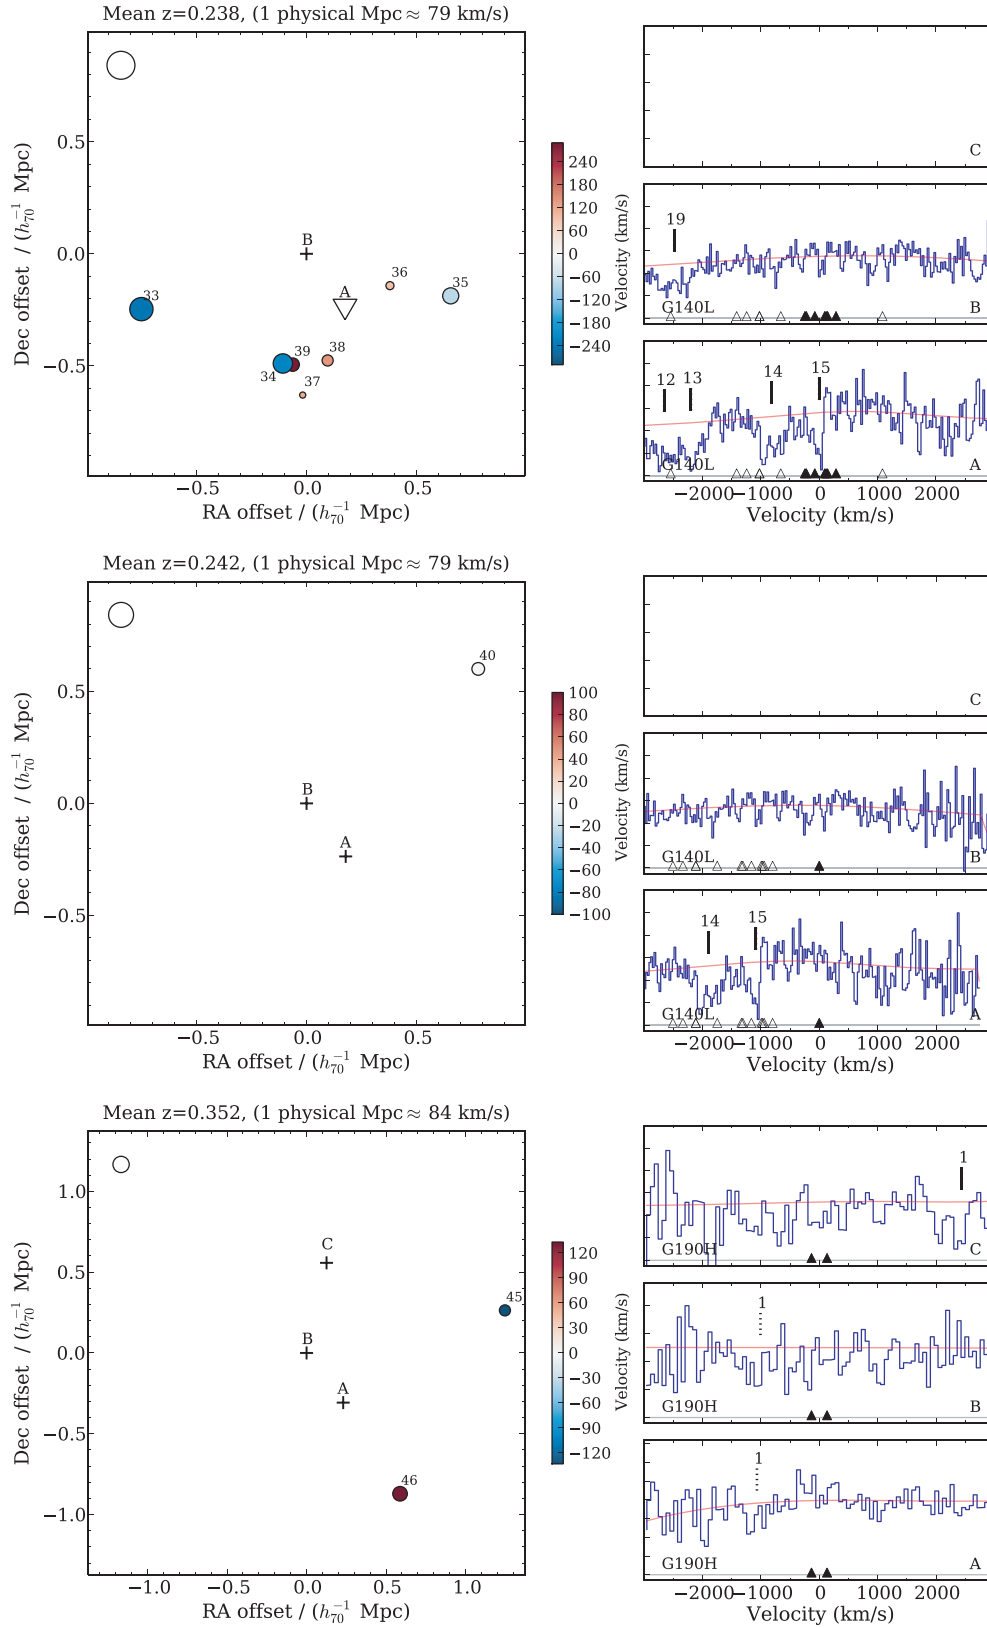 Mean z=0.238, (1 physical Mpc≈ 79 km/s)
Dec offset / (h₇₀⁻¹ Mpc)
0.5
0.0
−0.5
B
A
33
34
39
38
37
36
35
−0.5 0.0 0.5
RA offset / (h₇₀⁻¹ Mpc)
240
180
120
60
0
−60
−120
−180
−240
Velocity (km/s)
C
19
G140L
B
12 13 14 15
G140L
A
−2000 −1000 0 1000 2000
Velocity (km/s)
Mean z=0.242, (1 physical Mpc≈ 79 km/s)
Dec offset / (h₇₀⁻¹ Mpc)
0.5
0.0
−0.5
40
B
A
−0.5 0.0 0.5
RA offset / (h₇₀⁻¹ Mpc)
100
80
60
40
20
0
−20
−40
−60
−80
−100
Velocity (km/s)
C
G140L
B
14 15
G140L
A
−2000 −1000 0 1000 2000
Velocity (km/s)
Mean z=0.352, (1 physical Mpc≈ 84 km/s)
Dec offset / (h₇₀⁻¹ Mpc)
1.0
0.5
0.0
−0.5
−1.0
C
B
A
45
46
−1.0 −0.5 0.0 0.5 1.0
RA offset / (h₇₀⁻¹ Mpc)
120
90
60
30
0
−30
−60
−90
−120
Velocity (km/s)
1
G190H
C
1
G190H
B
1
G190H
A
−2000 −1000 0 1000 2000
Velocity (km/s)